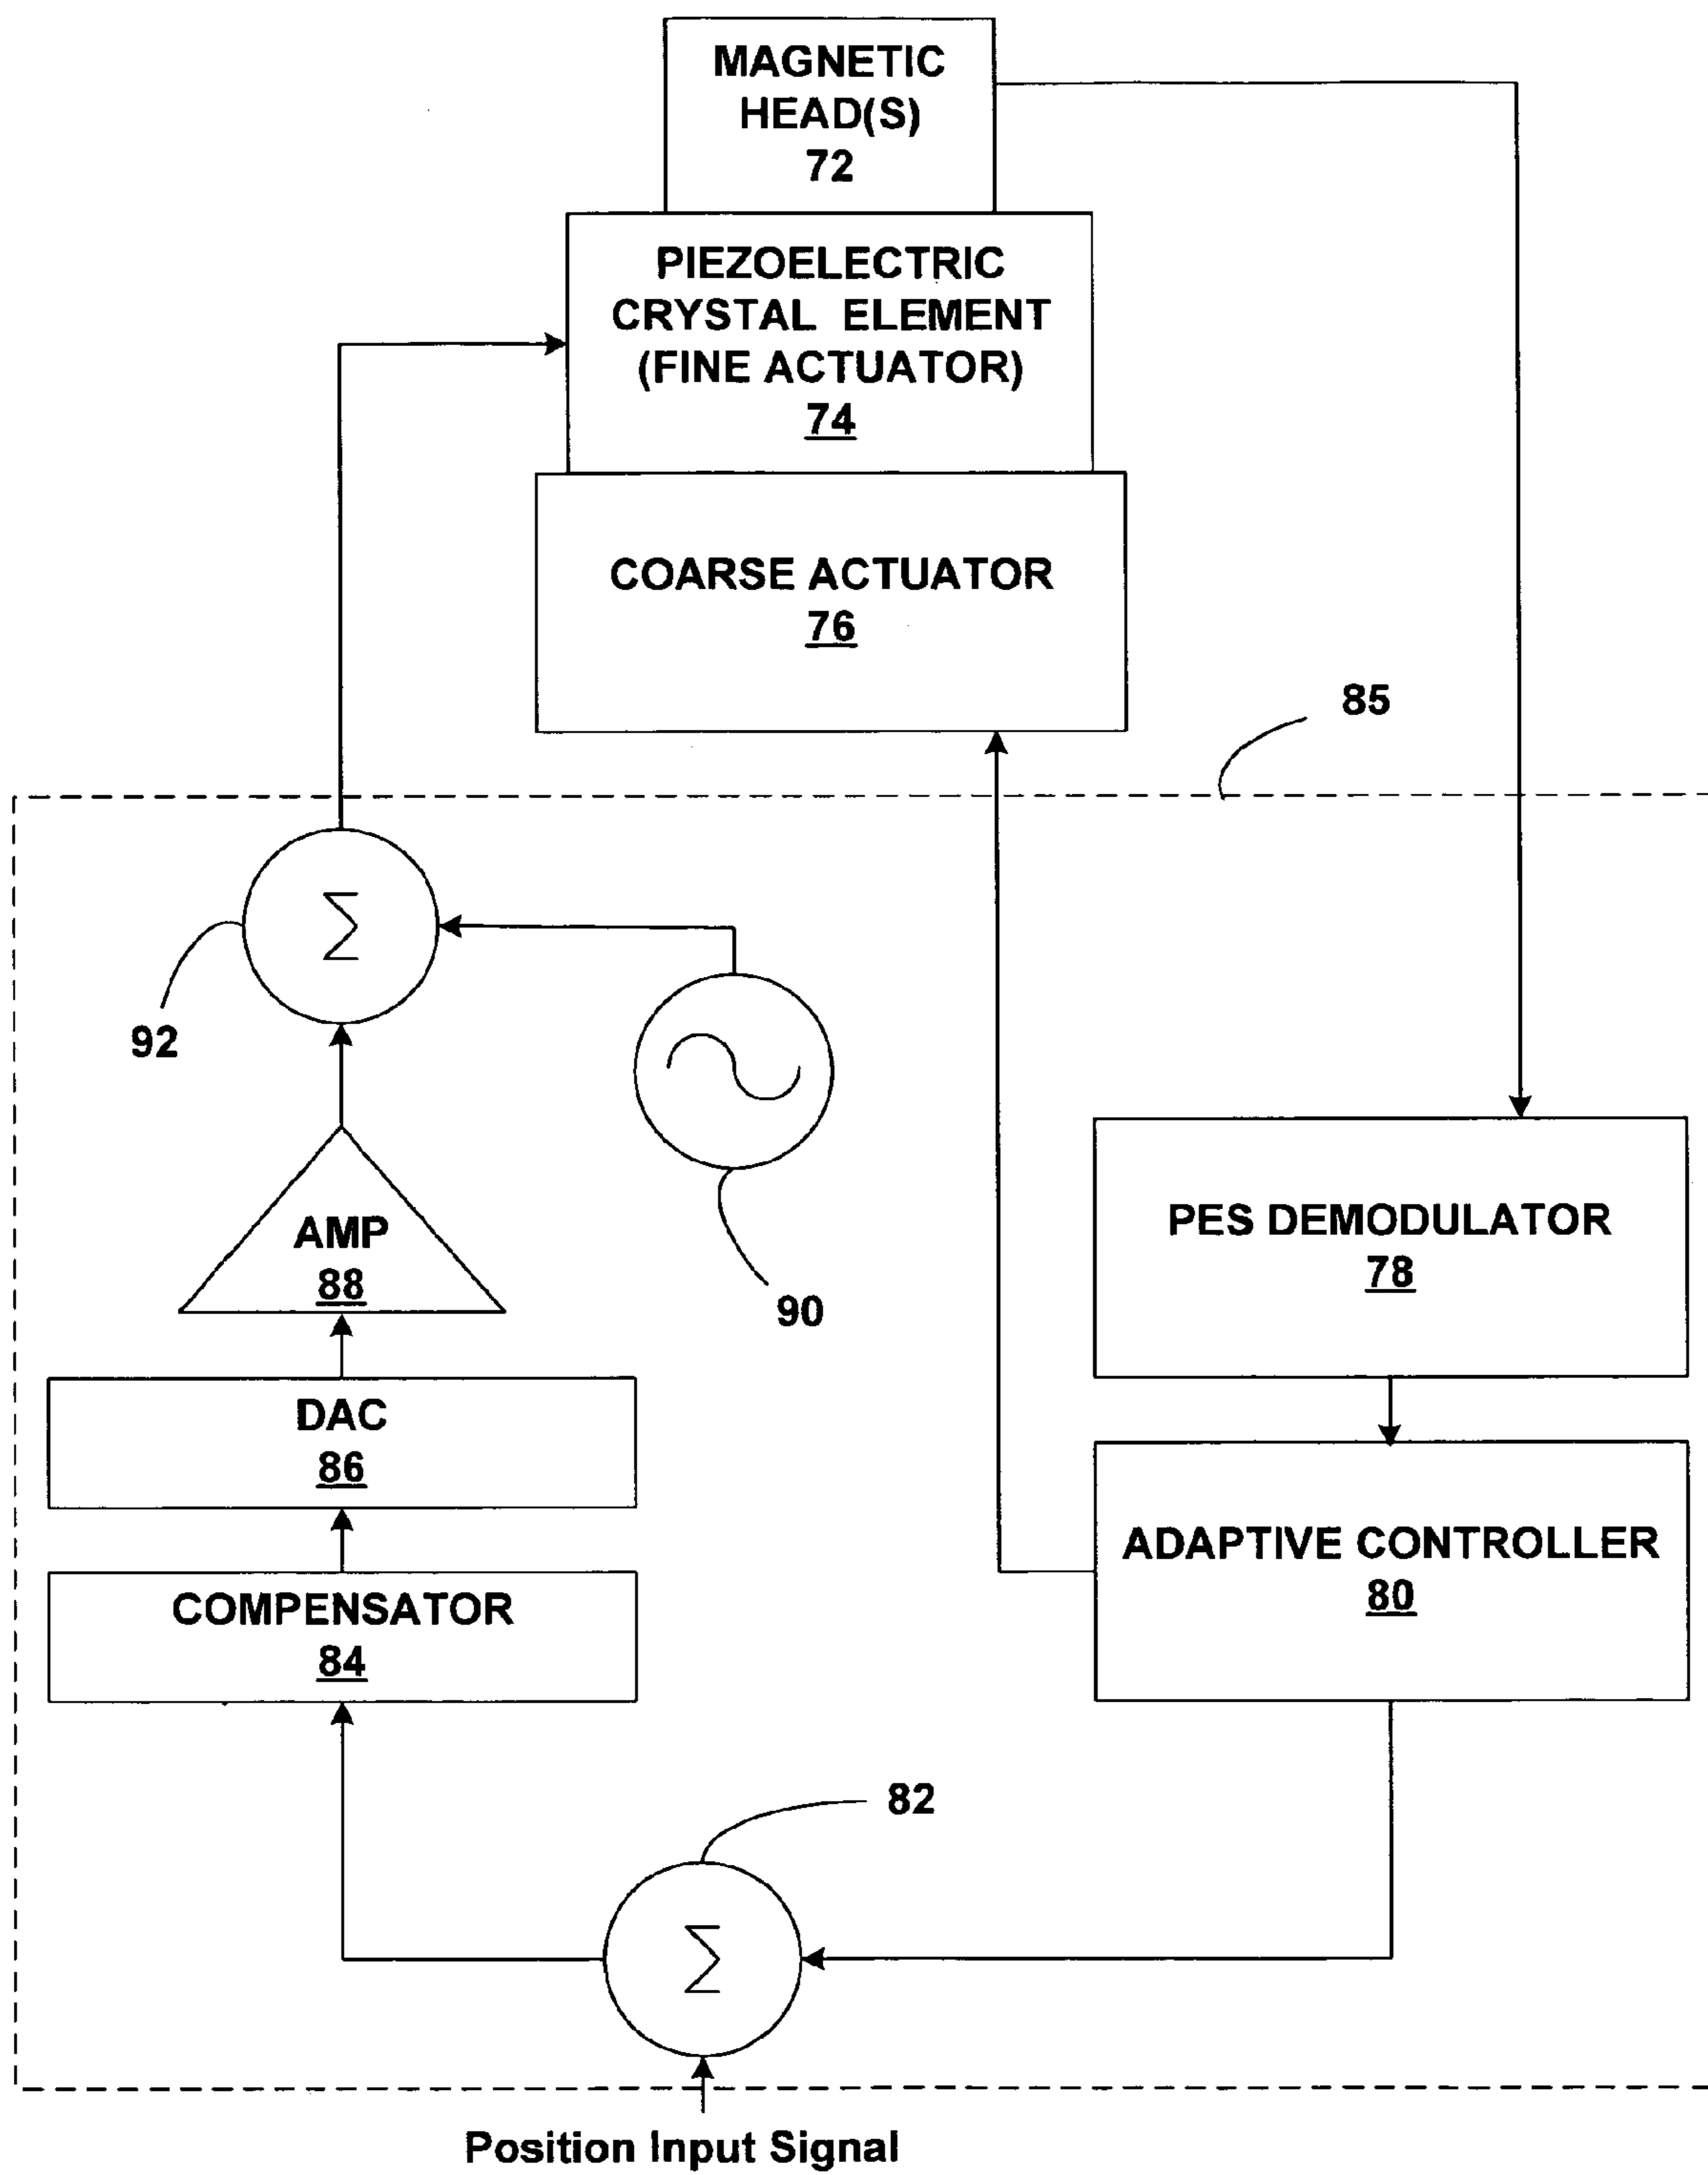 MAGNETIC
HEAD(S)
72
PIEZOELECTRIC
CRYSTAL ELEMENT
(FINE ACTUATOR)
74
COARSE ACTUATOR
76
85
Σ
92
90
AMP
88
PES DEMODULATOR
78
DAC
86
ADAPTIVE CONTROLLER
80
COMPENSATOR
84
82
Σ
Position Input Signal